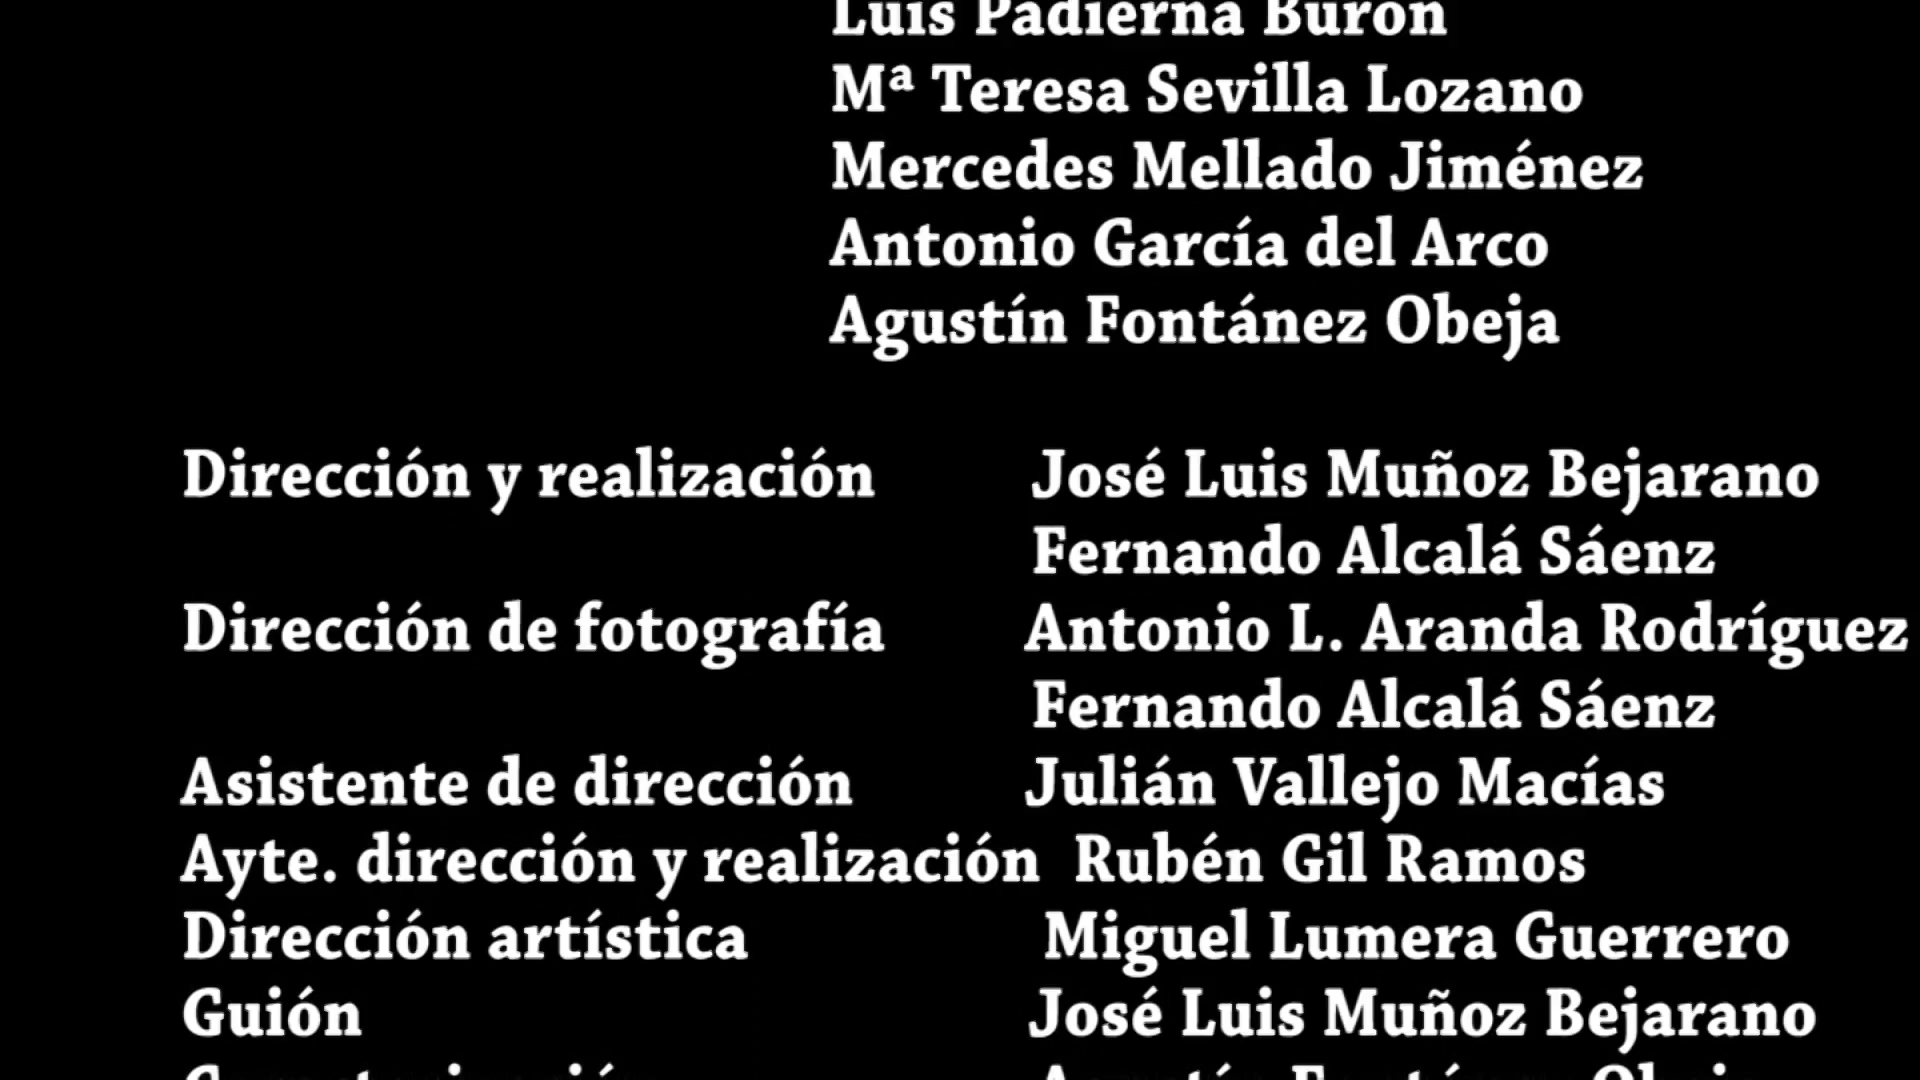 Luis Padierna Burón
Mª Teresa Sevilla Lozano
Mercedes Mellado Jiménez
Antonio García del Arco
Agustín Fontánez Obeja
Dirección y realización José Luis Muñoz Bejarano
Fernando Alcalá Sáenz
Dirección de fotografía Antonio L. Aranda Rodríguez
Fernando Alcalá Sáenz
Asistente de dirección Julián Vallejo Macías
Ayte. dirección y realización Rubén Gil Ramos
Dirección artística Miguel Lumera Guerrero
Guión José Luis Muñoz Bejarano
Agustín Fontánez Obeja